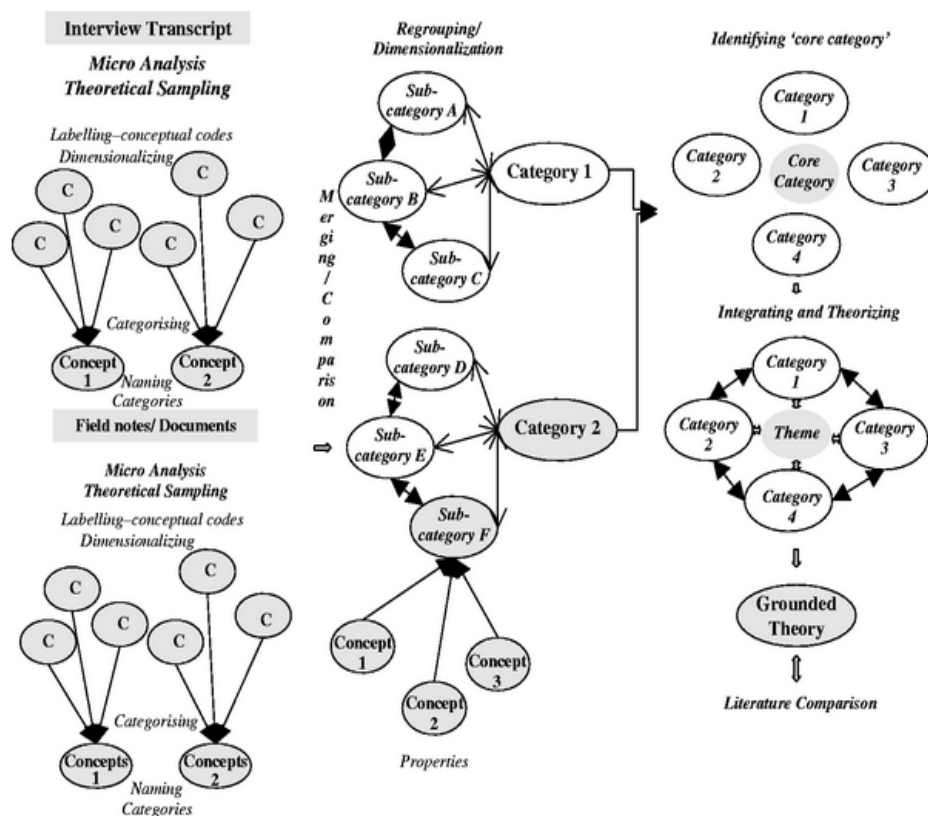 Interview Transcript
Micro Analysis
Theoretical Sampling
Labelling–conceptual codes
Dimensionalizing
C
C
C
C
C
C
Categorising
Concept
1
Concept
2
Naming
Categories
Field notes/ Documents
Micro Analysis
Theoretical Sampling
Labelling–conceptual codes
Dimensionalizing
C
C
C
C
C
C
Categorising
Concepts
1
Concepts
2
Naming
Categories
M
er
gi
ng
/
C
o
m
pa
ris
on
Regrouping/
Dimensionalization
Sub-
category A
Sub-
category B
Sub-
category C
Category 1
Sub-
category D
Sub-
category E
Sub-
category F
Category 2
Concept
1
Concept
2
Concept
3
Properties
Identifying ‘core category’
Category
1
Category
2
Core
Category
Category
3
Category
4
Integrating and Theorizing
Category
1
Category
2
Theme
Category
3
Category
4
Grounded
Theory
Literature Comparison